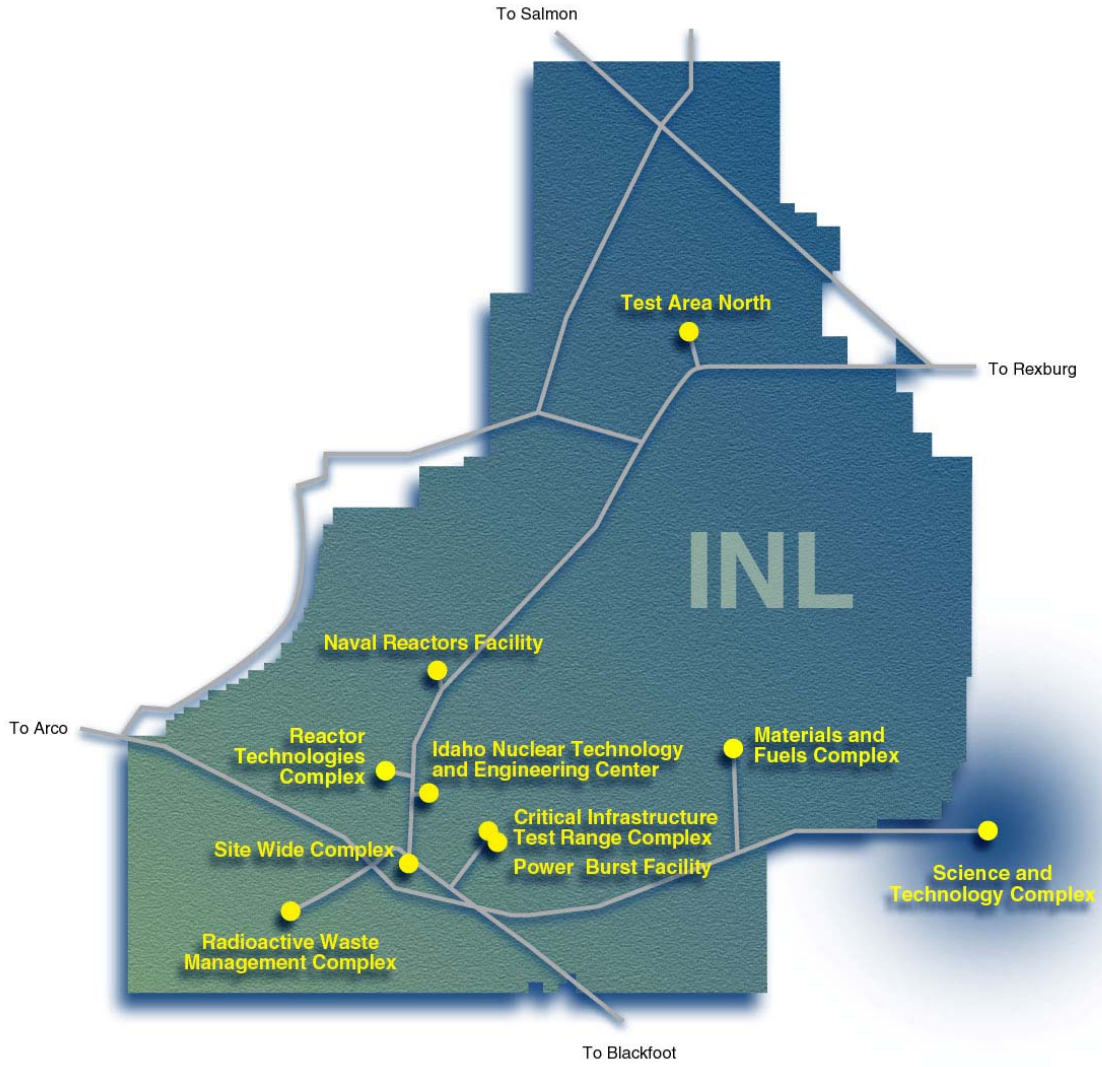 To Salmon
Test Area North
To Rexburg
INL
Naval Reactors Facility
To Arco
Reactor
Technologies
Complex
Idaho Nuclear Technology
and Engineering Center
Materials and
Fuels Complex
Critical Infrastructure
Test Range Complex
Power Burst Facility
Site Wide Complex
Science and
Technology Complex
Radioactive Waste
Management Complex
To Blackfoot